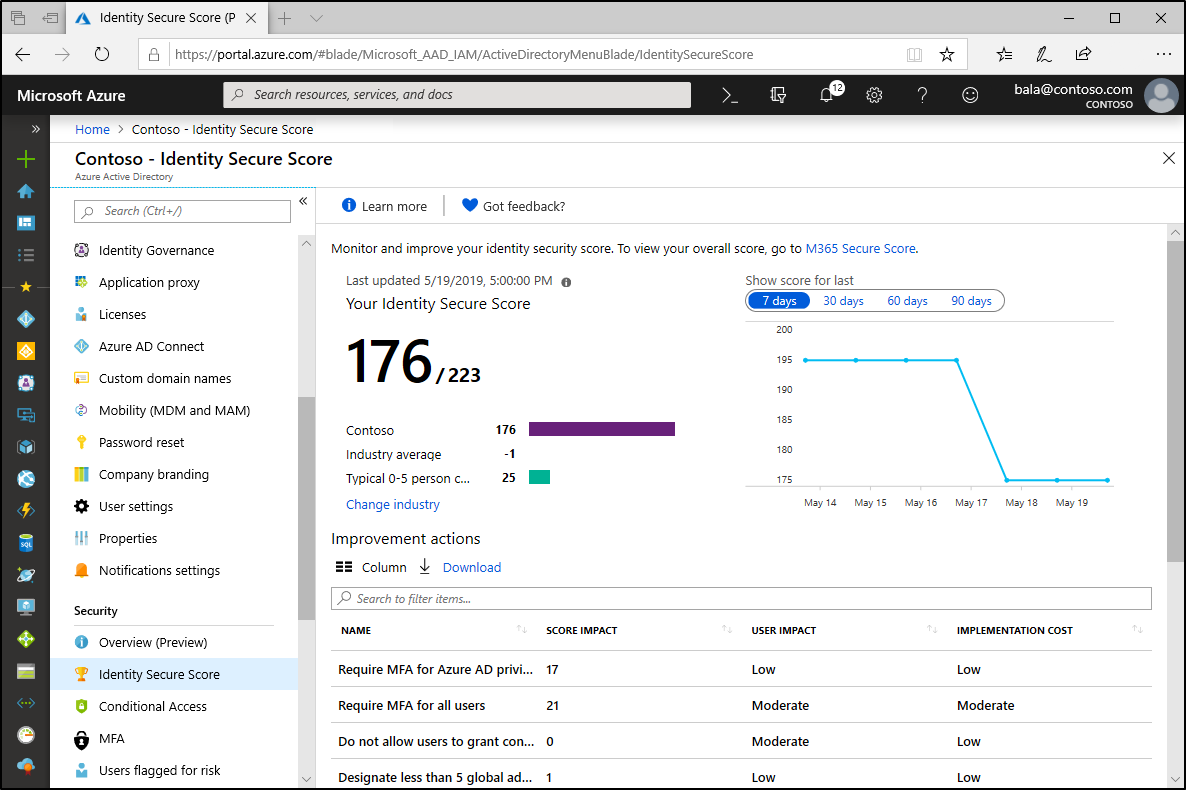 Identity Secure Score (P
https://portal.azure.com/#blade/Microsoft_AAD_IAM/ActiveDirectoryMenuBlade/IdentitySecureScore
Microsoft Azure
Search resources, services, and docs
12
bala@contoso.com
CONTOSO
Home > Contoso - Identity Secure Score
Contoso - Identity Secure Score
Azure Active Directory
Search (Ctrl+/)
Identity Governance
Application proxy
Licenses
Azure AD Connect
Custom domain names
Mobility (MDM and MAM)
Password reset
Company branding
User settings
Properties
Notifications settings
Security
Overview (Preview)
Identity Secure Score
Conditional Access
MFA
Users flagged for risk
SQL
Learn more
Got feedback?
Monitor and improve your identity security score. To view your overall score, go to M365 Secure Score.
Last updated 5/19/2019, 5:00:00 PM
Your Identity Secure Score
176/223
Contoso 176
Industry average -1
Typical 0-5 person c... 25
Change industry
Show score for last
7 days 30 days 60 days 90 days
200
195
190
185
180
175
May 14 May 15 May 16 May 17 May 18 May 19
Improvement actions
Column Download
Search to filter items...
NAME SCORE IMPACT USER IMPACT IMPLEMENTATION COST
Require MFA for Azure AD privi... 17 Low Low
Require MFA for all users 21 Moderate Moderate
Do not allow users to grant con... 0 Moderate Low
Designate less than 5 global ad... 1 Low Low